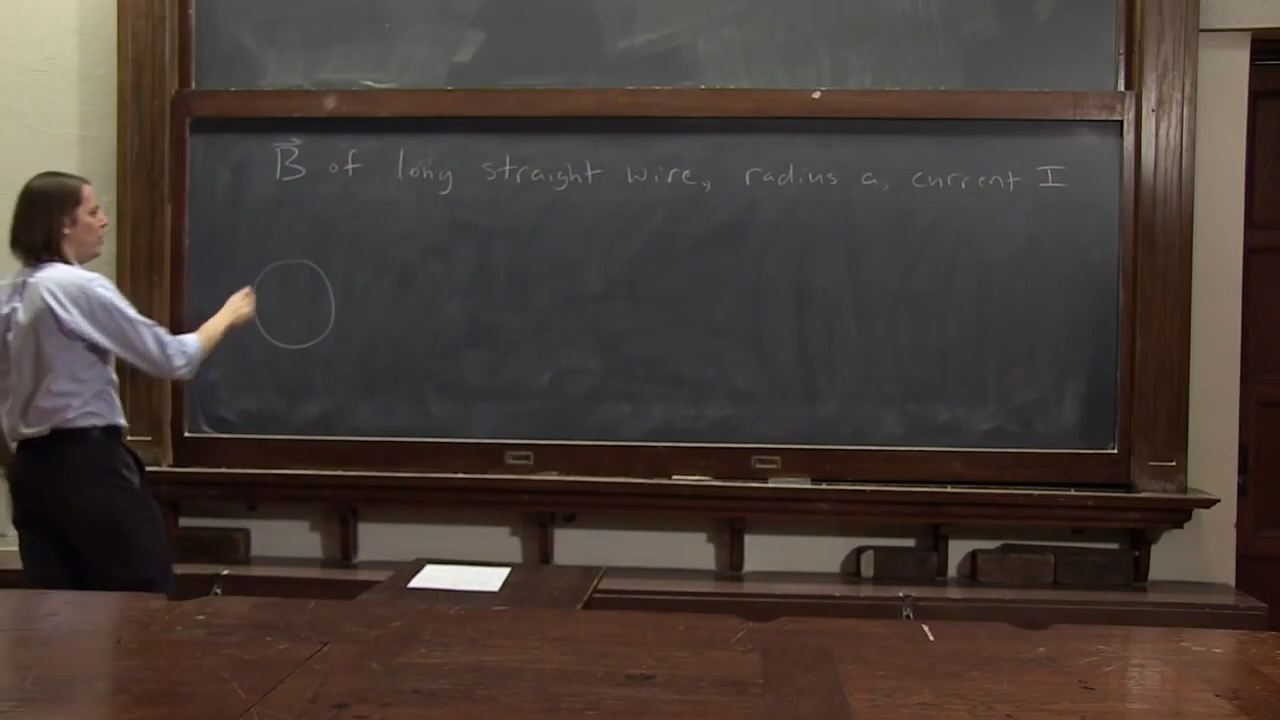 B⃗ of long straight wire, radius a, current I